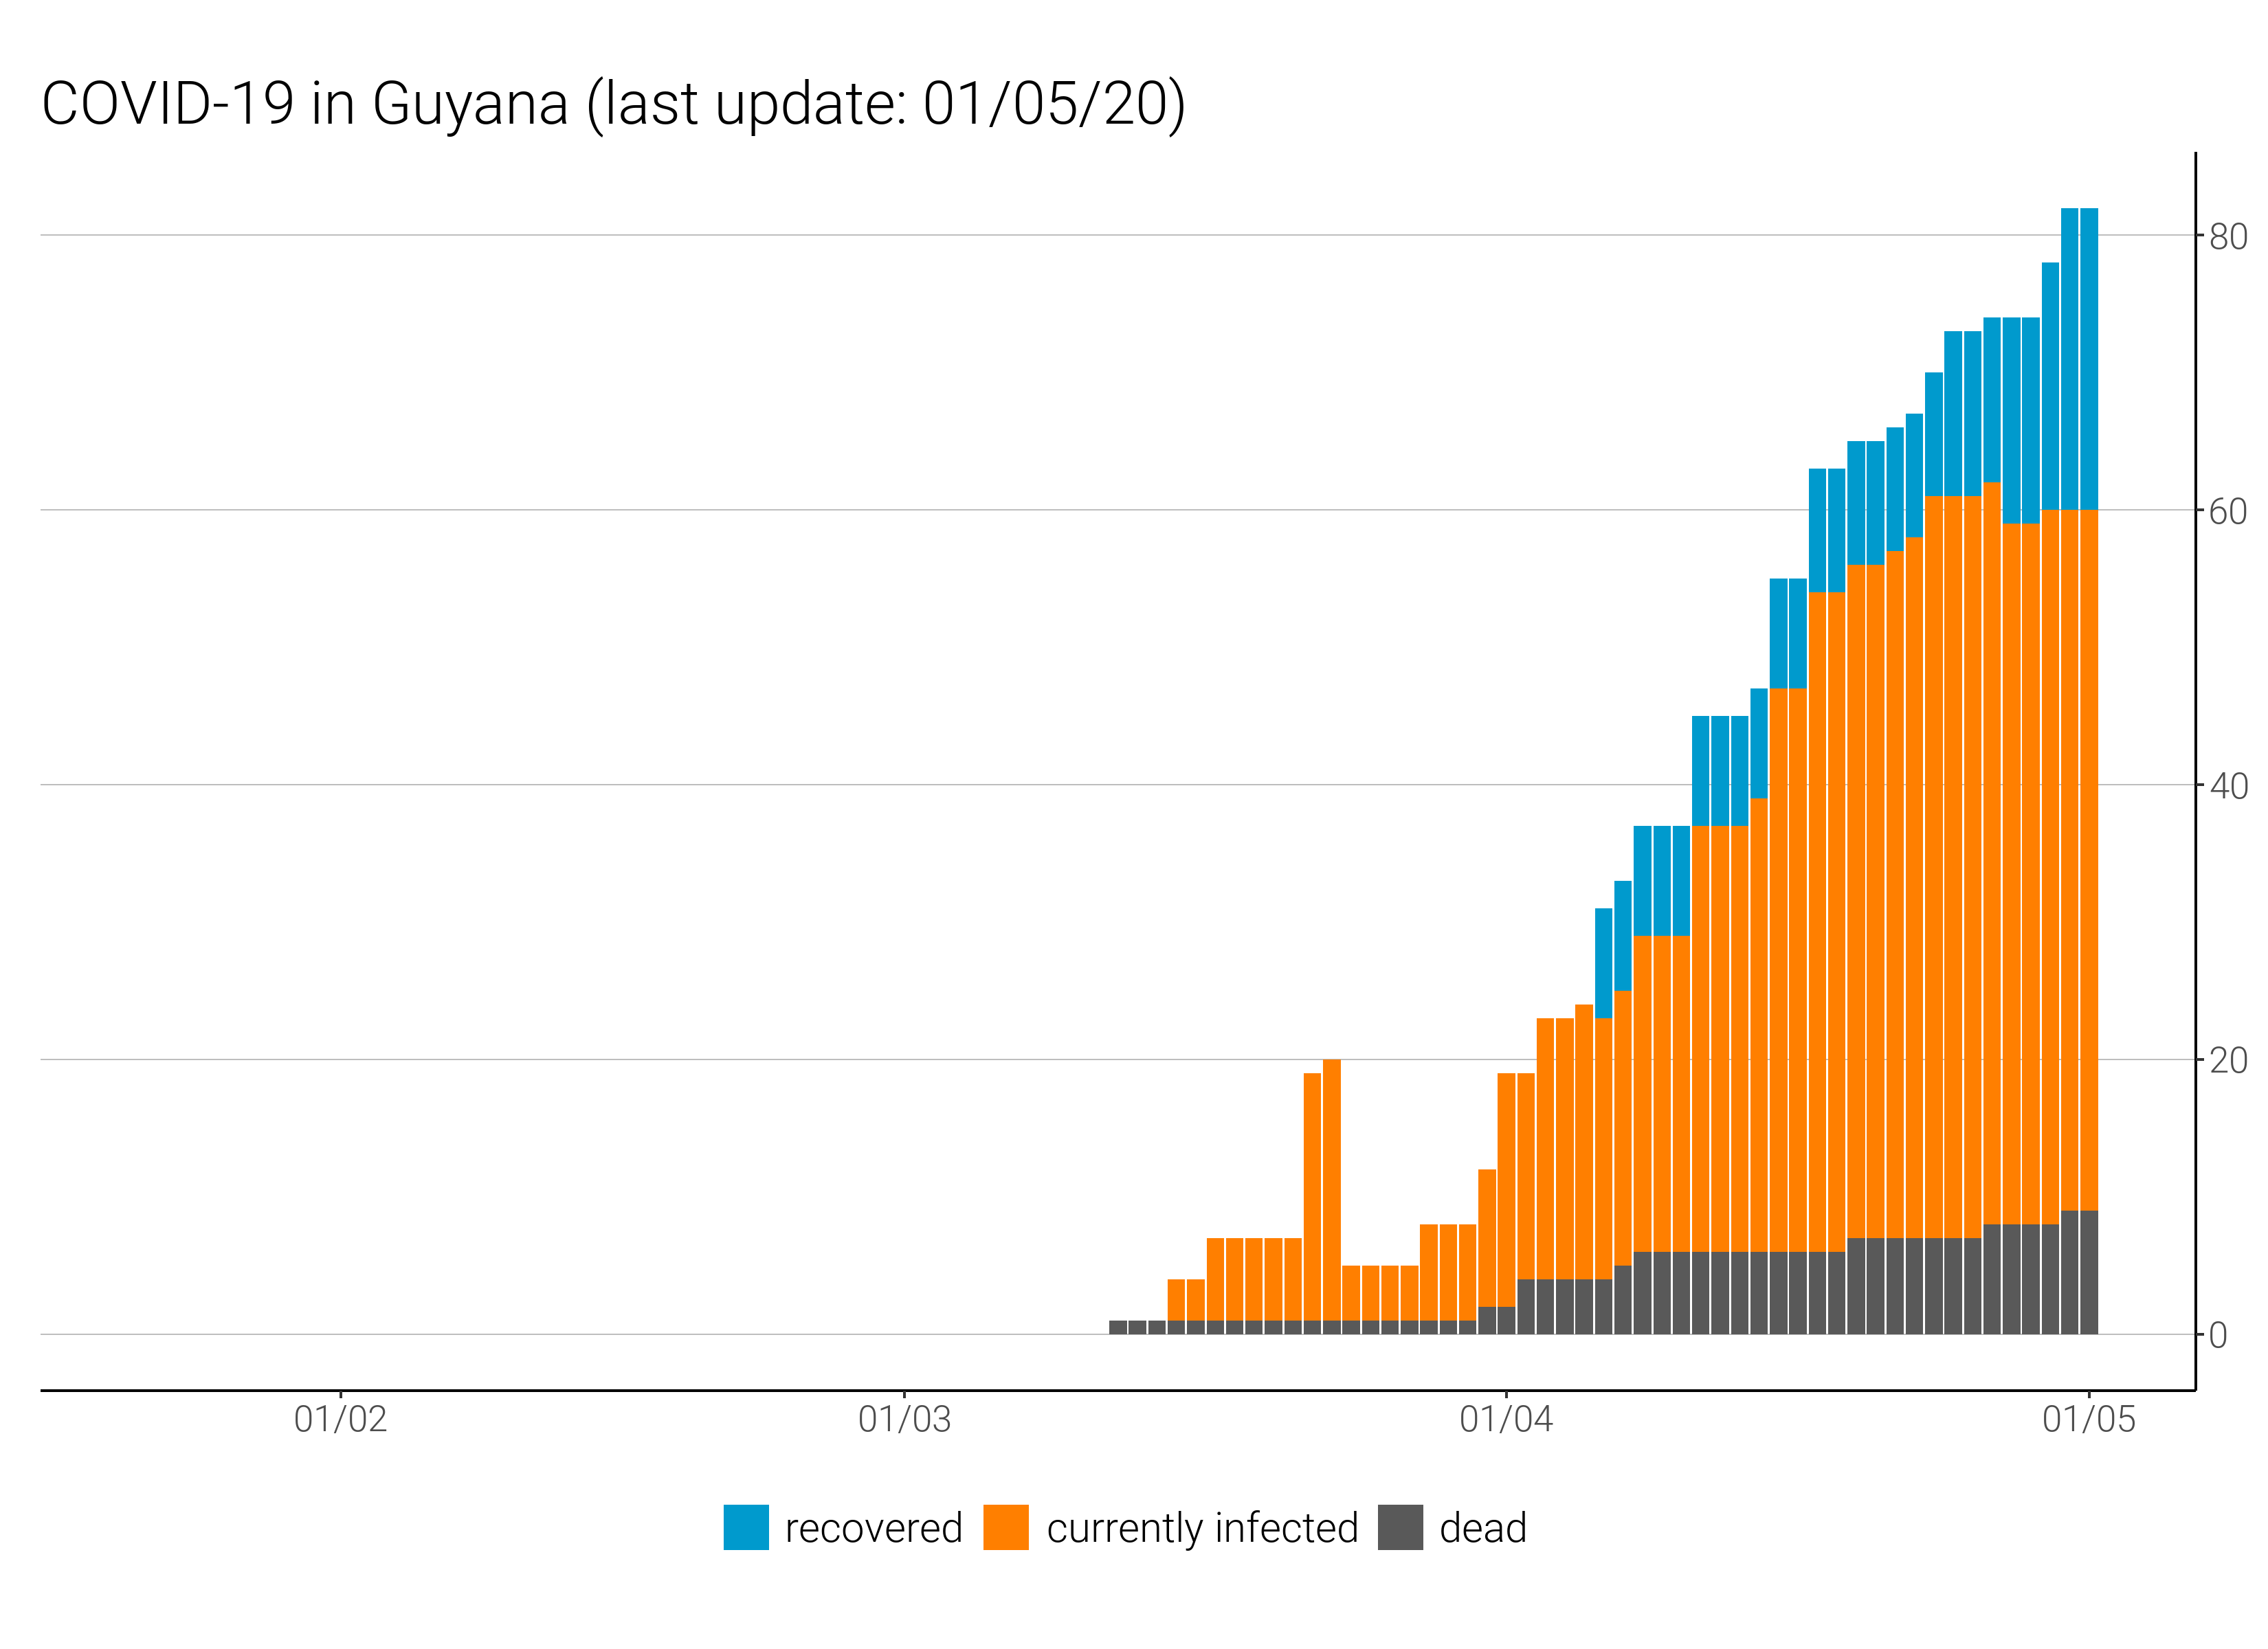 COVID-19 in Guyana (last update: 01/05/20)
80
60
40
20
0
01/02 01/03 01/04 01/05
recovered currently infected dead